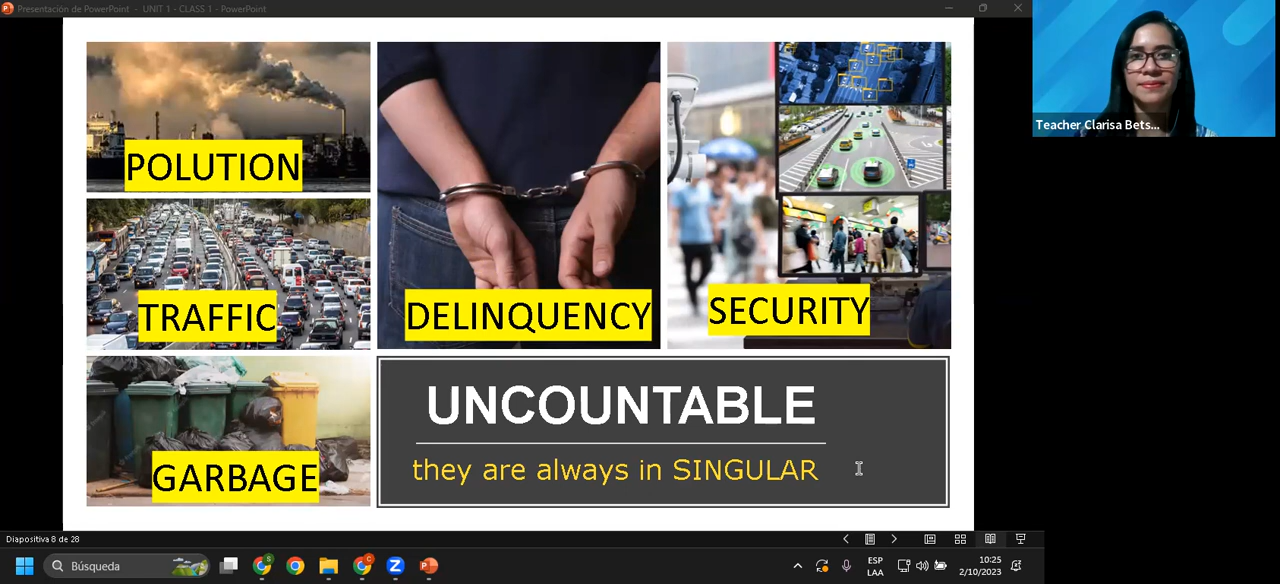 Presentación de PowerPoint - UNIT 1 - CLASS 1 - PowerPoint
POLUTION
TRAFFIC
GARBAGE
DELINQUENCY
SECURITY
UNCOUNTABLE
they are always in SINGULAR
Teacher Clarisa Bets...
Diapositiva 8 de 28
Búsqueda
ESP
LAA
10:25
2/10/2023